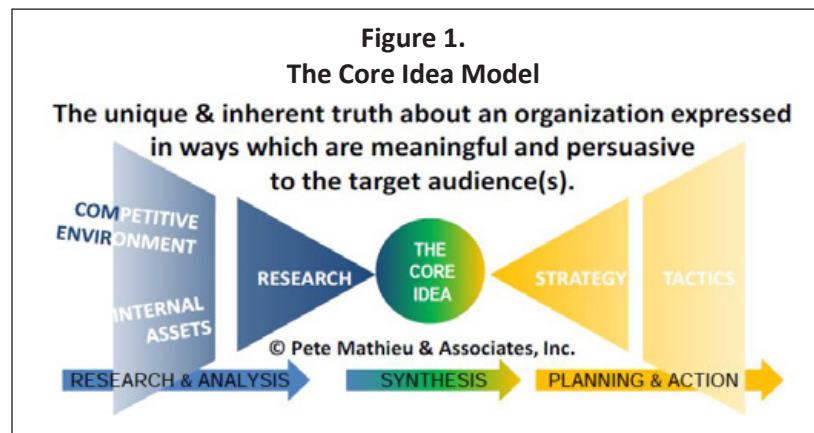 Figure 1.
The Core Idea Model
The unique & inherent truth about an organization expressed
in ways which are meaningful and persuasive
to the target audience(s).
COMPETITIVE
ENVIRONMENT
INTERNAL
ASSETS
RESEARCH
THE
CORE
IDEA
STRATEGY
TACTICS
© Pete Mathieu & Associates, Inc.
RESEARCH & ANALYSIS
SYNTHESIS
PLANNING & ACTION